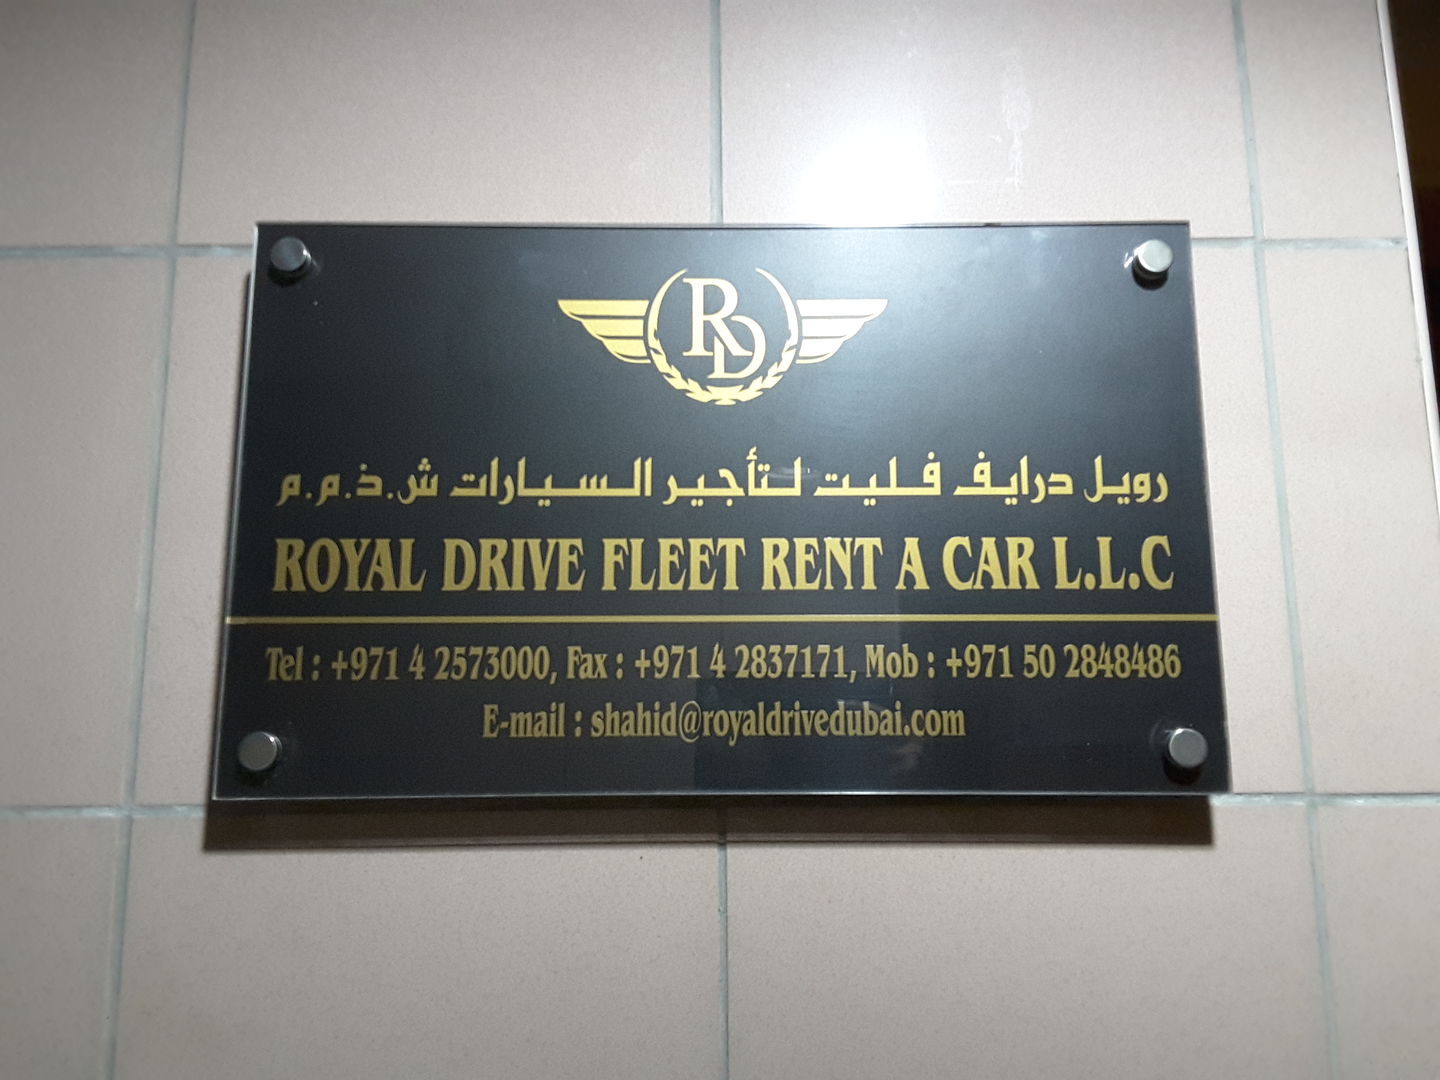 RD
رويل درايف فليت لتأجير السيارات ش.ذ.م.م
ROYAL DRIVE FLEET RENT A CAR L.L.C
Tel : +971 4 2573000, Fax : +971 4 2837171, Mob : +971 50 2848486
E-mail : shahid@royaldrivedubai.com